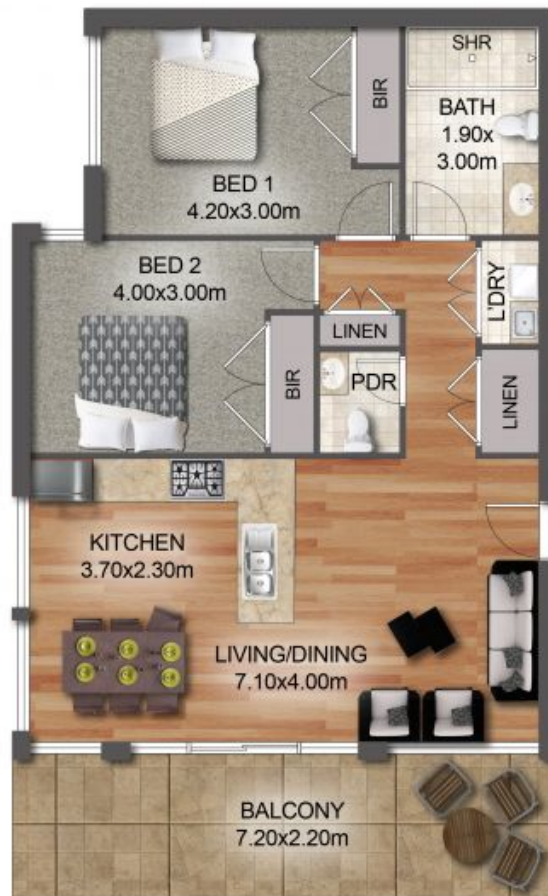 SHR
BIR
BATH
1.90x
3.00m
BED 1
4.20x3.00m
BED 2
4.00x3.00m
L'DRY
LINEN
PDR
BIR
LINEN
KITCHEN
3.70x2.30m
LIVING/DINING
7.10x4.00m
BALCONY
7.20x2.20m